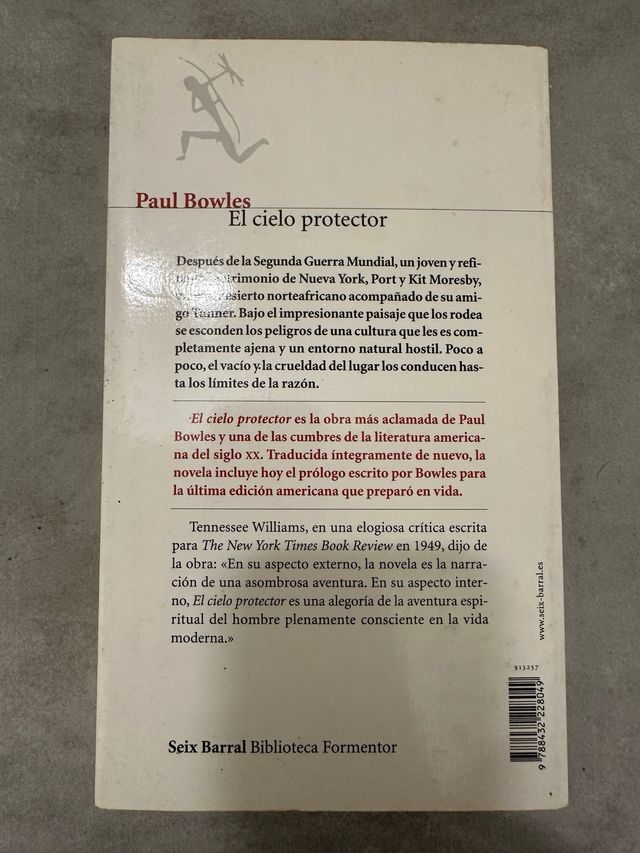 Paul Bowles
El cielo protector
Después de la Segunda Guerra Mundial, un joven y refi-
matrimonio de Nueva York, Port y Kit Moresby,
desierto norteafricano acompañado de su ami-
go Tanner. Bajo el impresionante paisaje que los rodea
se esconden los peligros de una cultura que les es com-
pletamente ajena y un entorno natural hostil. Poco a
poco, el vacío y la crueldad del lugar los conducen has-
ta los límites de la razón.
El cielo protector es la obra más aclamada de Paul
Bowles y una de las cumbres de la literatura america-
na del siglo XX. Traducida íntegramente de nuevo, la
novela incluye hoy el prólogo escrito por Bowles para
la última edición americana que preparó en vida.
Tennessee Williams, en una elogiosa crítica escrita
para The New York Times Book Review en 1949, dijo de
la obra: «En su aspecto externo, la novela es la narra-
ción de una asombrosa aventura. En su aspecto inter-
no, El cielo protector es una alegoría de la aventura espi-
ritual del hombre plenamente consciente en la vida
moderna.»
www.seix-barral.es
913257
9 788432 228049
Seix Barral Biblioteca Formentor